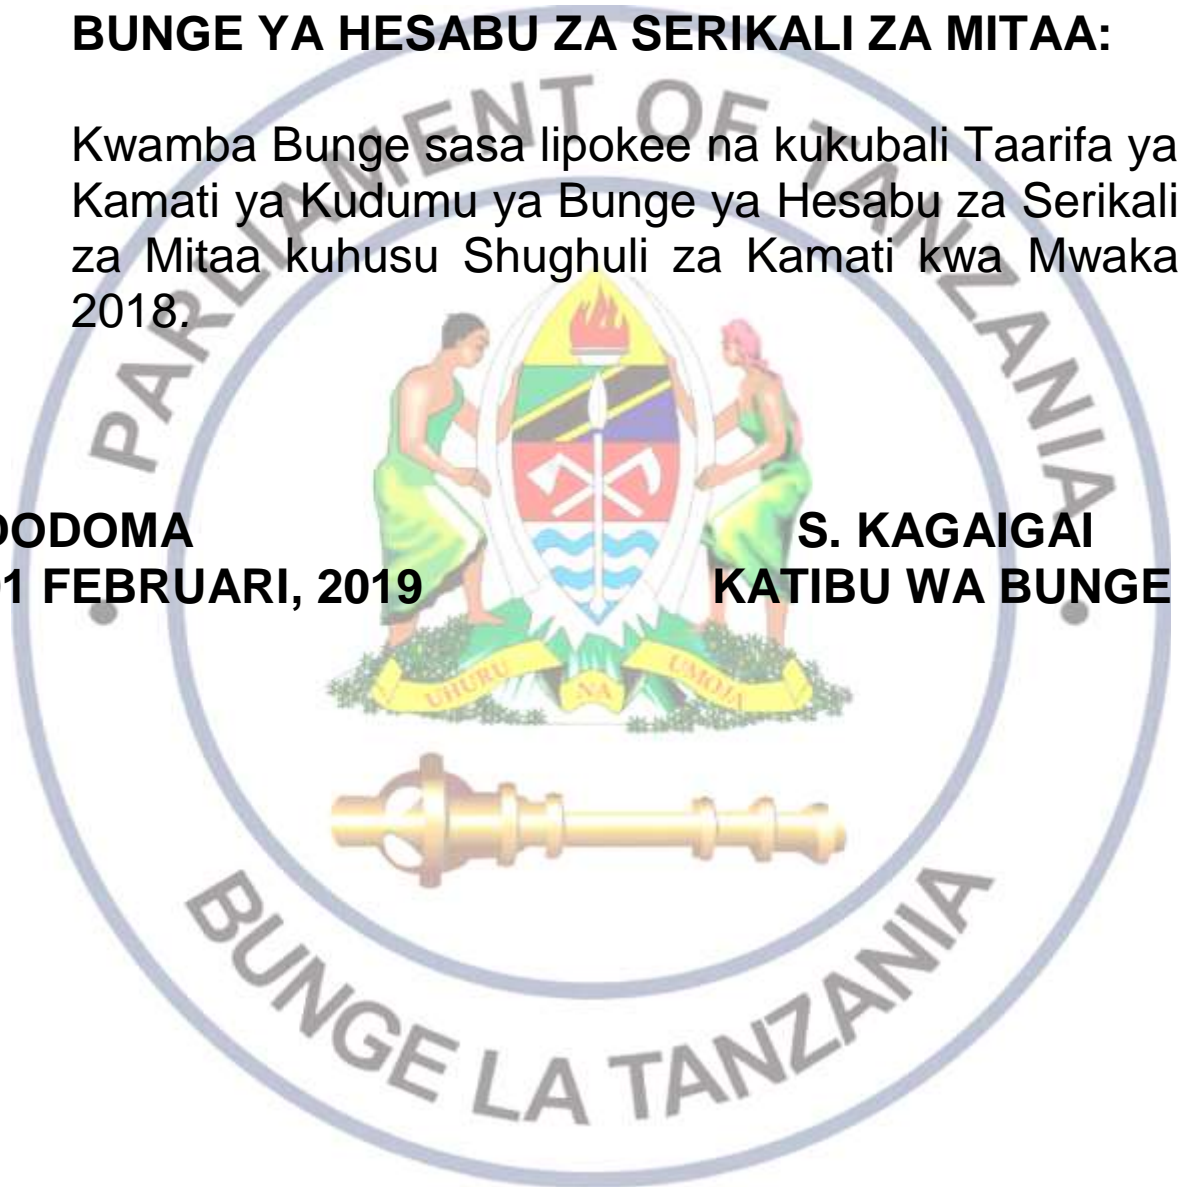 BUNGE YA HESABU ZA SERIKALI ZA MITAA:
Kwamba Bunge sasa lipokee na kukubali Taarifa ya
Kamati ya Kudumu ya Bunge ya Hesabu za Serikali
za Mitaa kuhusu Shughuli za Kamati kwa Mwaka
2018.
DODOMA S. KAGAIGAI
01 FEBRUARI, 2019 KATIBU WA BUNGE
PARLIAMENT OF TANZANIA
UHURU NA UMOJA
BUNGE LA TANZANIA